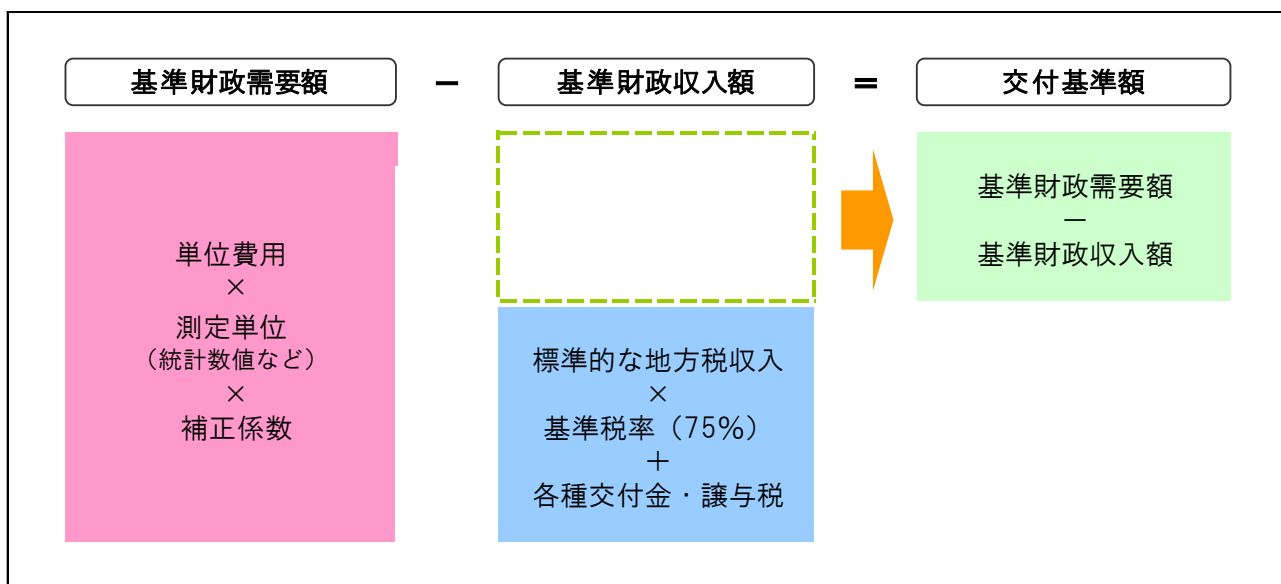 基準財政需要額 － 基準財政収入額 ＝ 交付基準額
単位費用
×
測定単位
（統計数値など）
×
補正係数
標準的な地方税収入
×
基準税率（75％）
＋
各種交付金・譲与税
基準財政需要額
－
基準財政収入額